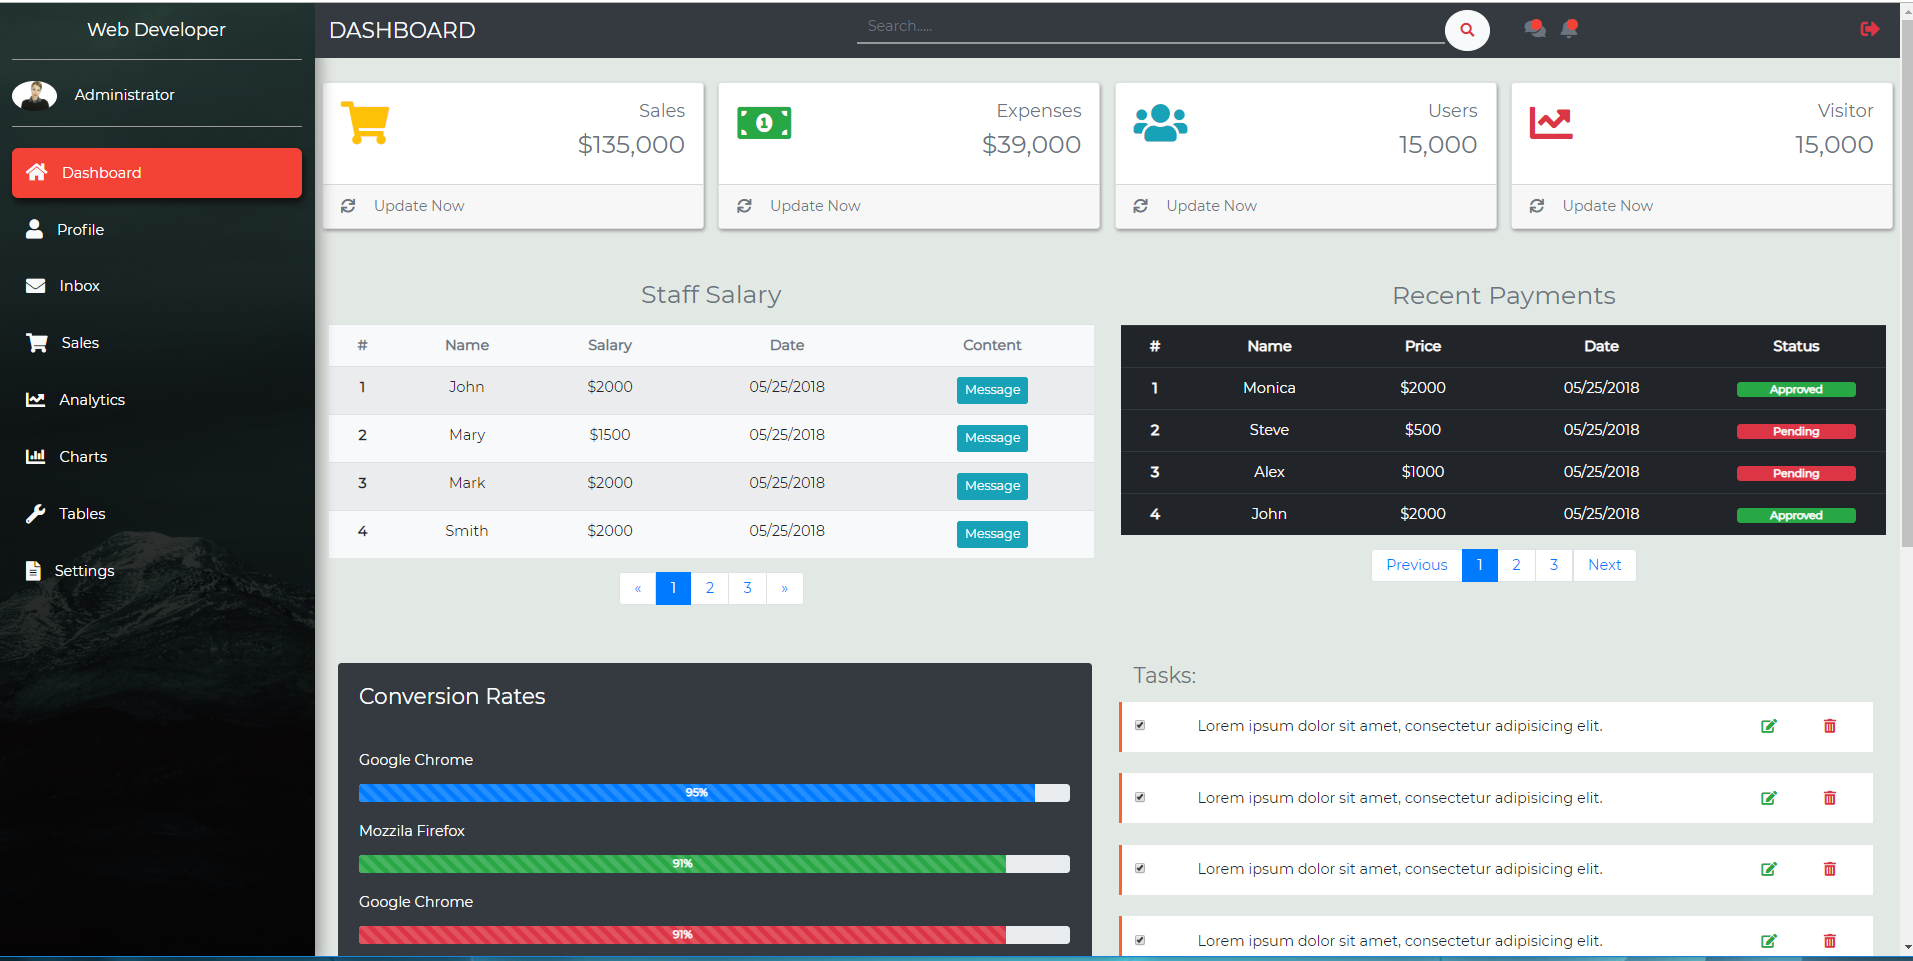 Web Developer
Administrator
Dashboard
Profile
Inbox
Sales
Analytics
Charts
Tables
Settings
DASHBOARD
Search.....
Sales
$135,000
Update Now
Expenses
$39,000
Update Now
Users
15,000
Update Now
Visitor
15,000
Update Now
Staff Salary
# Name Salary Date Content
1 John $2000 05/25/2018 Message
2 Mary $1500 05/25/2018 Message
3 Mark $2000 05/25/2018 Message
4 Smith $2000 05/25/2018 Message
« 1 2 3 »
Recent Payments
# Name Price Date Status
1 Monica $2000 05/25/2018 Approved
2 Steve $500 05/25/2018 Pending
3 Alex $1000 05/25/2018 Pending
4 John $2000 05/25/2018 Approved
Previous 1 2 3 Next
Conversion Rates
Google Chrome
95%
Mozzila Firefox
91%
Google Chrome
91%
Tasks:
Lorem ipsum dolor sit amet, consectetur adipisicing elit.
Lorem ipsum dolor sit amet, consectetur adipisicing elit.
Lorem ipsum dolor sit amet, consectetur adipisicing elit.
Lorem ipsum dolor sit amet, consectetur adipisicing elit.